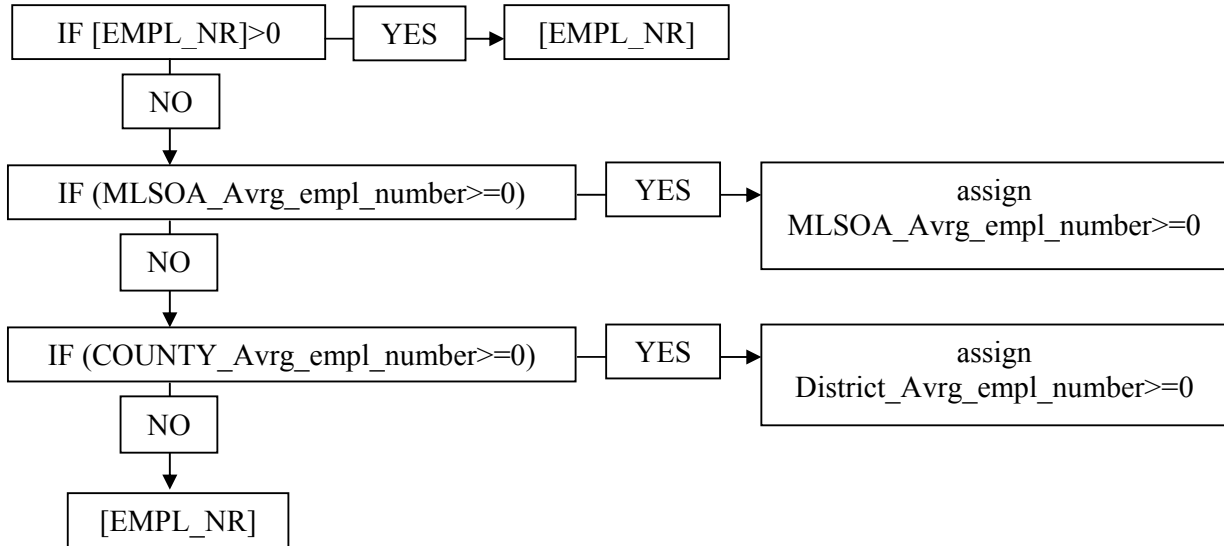 IF [EMPL_NR]>0
YES
[EMPL_NR]
NO
IF (MLSOA_Avrg_empl_number>=0)
YES
assign
MLSOA_Avrg_empl_number>=0
NO
IF (COUNTY_Avrg_empl_number>=0)
YES
assign
District_Avrg_empl_number>=0
NO
[EMPL_NR]